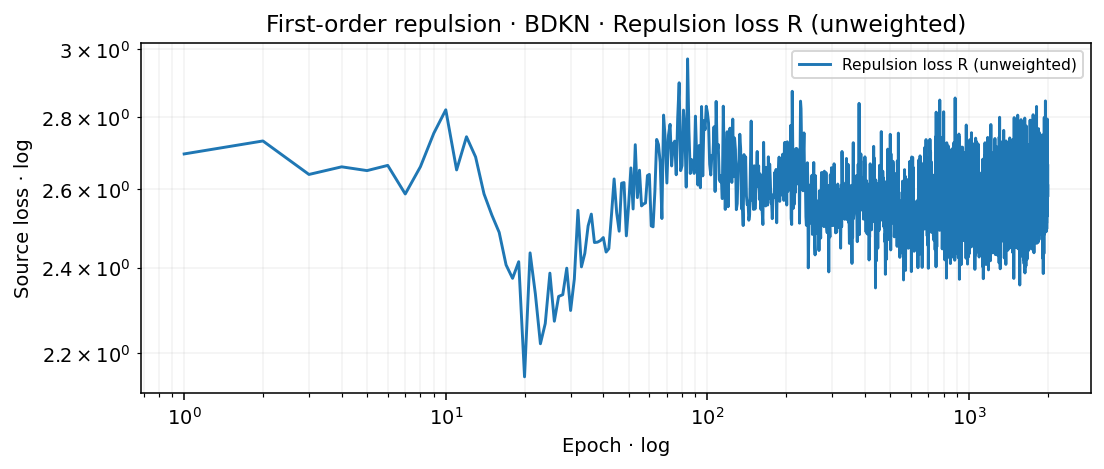 First-order repulsion · BDKN · Repulsion loss R (unweighted)
Repulsion loss R (unweighted)
Source loss · log
3 × 10⁰
2.8 × 10⁰
2.6 × 10⁰
2.4 × 10⁰
2.2 × 10⁰
10⁰ 10¹ 10² 10³
Epoch · log